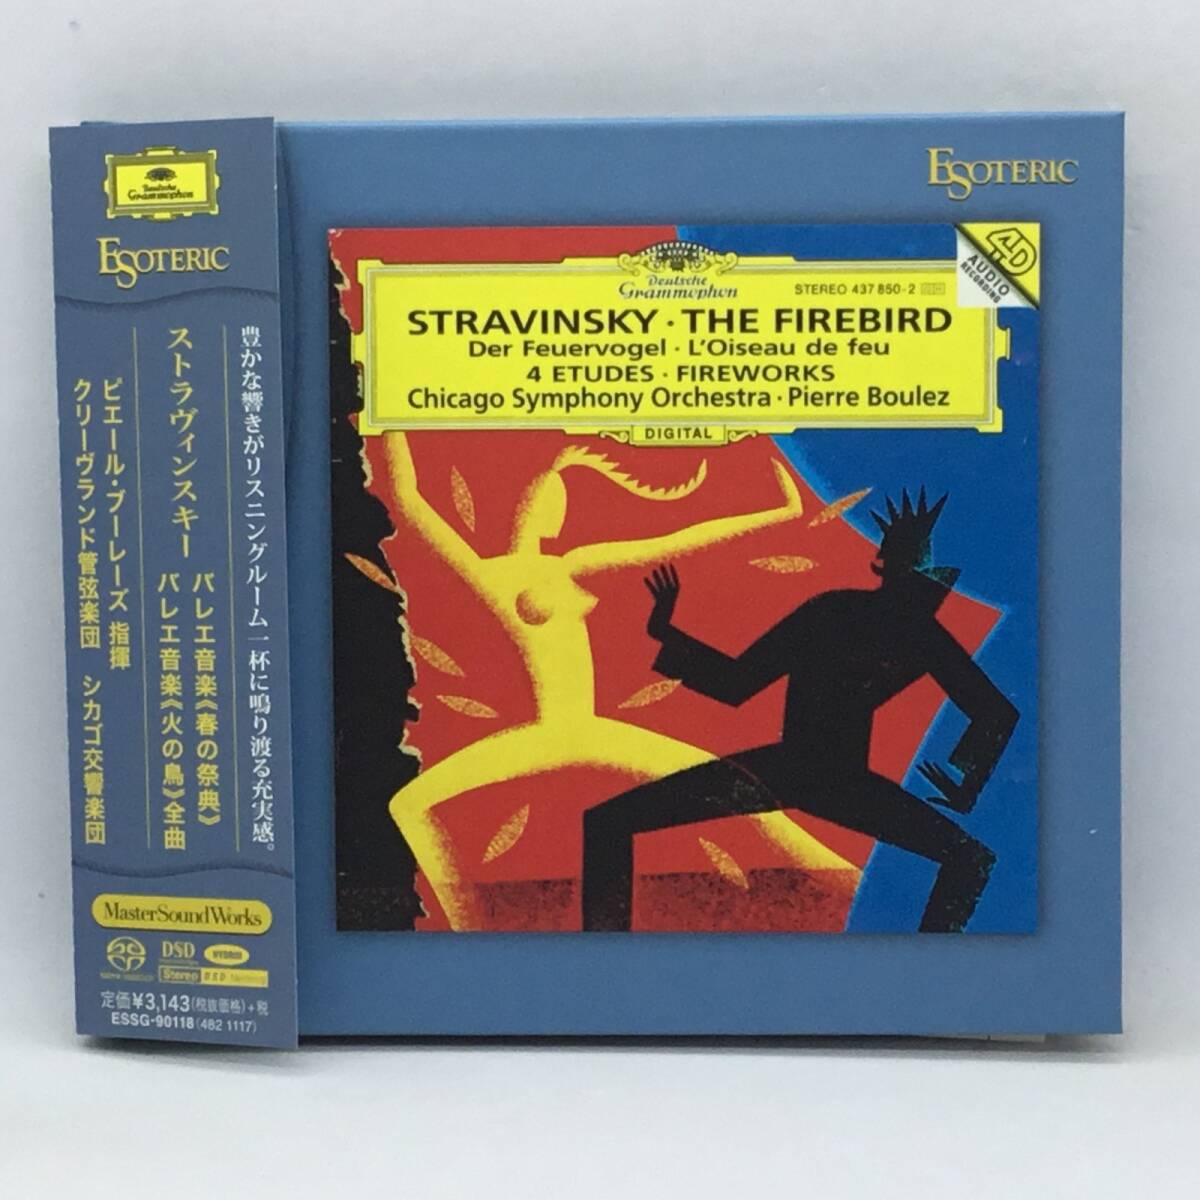 Deutsche
Grammophon
ESOTERIC
豊かな響きがリスニングルーム一杯に鳴り渡る充実感。
ストラヴィンスキー
バレエ音楽《春の祭典》
バレエ音楽《火の鳥》全曲
ピエール・ブーレーズ 指揮
クリーヴランド管弦楽団 シカゴ交響楽団
MasterSoundWorks
DSD
HYBRID
Stereo
DSD Mastering
定価¥3,143(税抜価格)+税
ESSG-90118(482 1117)
ESOTERIC
Deutsche
Grammophon
STEREO 437 850-2
4D
AUDIO
RECORDING
STRAVINSKY · THE FIREBIRD
Der Feuervogel · L'Oiseau de feu
4 ETUDES · FIREWORKS
Chicago Symphony Orchestra · Pierre Boulez
DIGITAL